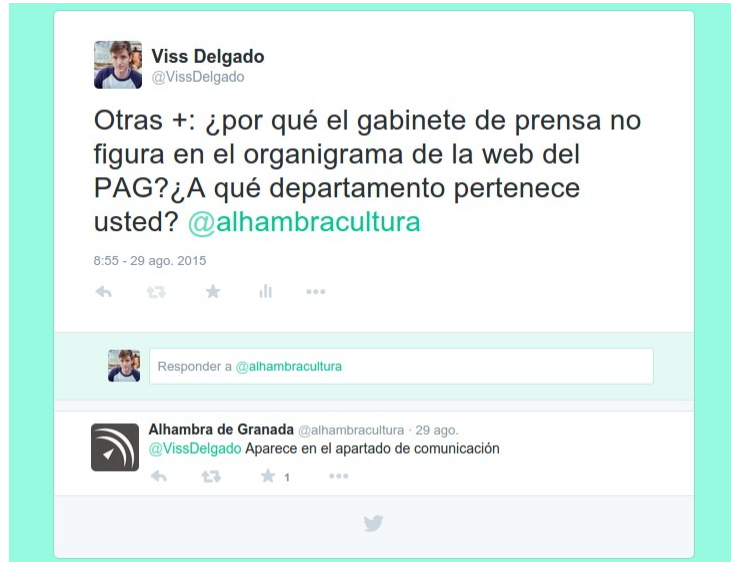 Viss Delgado
@VissDelgado
Otras +: ¿por qué el gabinete de prensa no
figura en el organigrama de la web del
PAG?¿A qué departamento pertenece
usted? @alhambracultura
8:55 - 29 ago. 2015
Responder a @alhambracultura
Alhambra de Granada @alhambracultura · 29 ago.
@VissDelgado Aparece en el apartado de comunicación
1